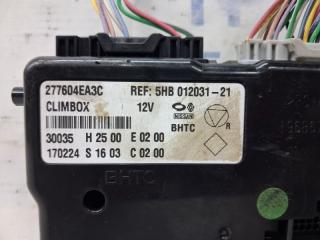 277604EA3C REF: 5HB 012031-21
CLIMBOX 12V NISSAN
BHTC R
30035 H 25 00 E 02 00
170224 S 16 03 C 02 00
BHTC